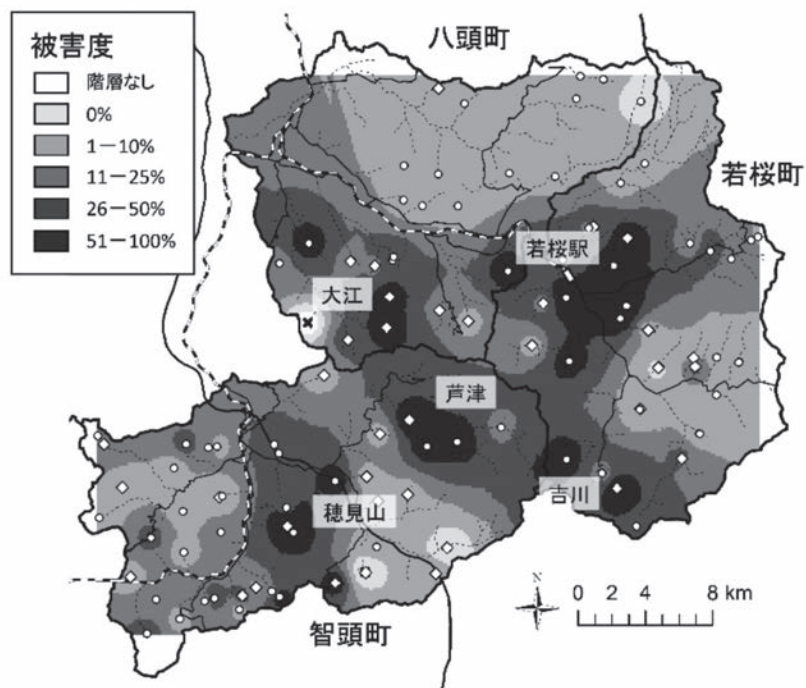 八頭町
被害度
階層なし
0%
1－10%
11－25%
26－50%
51－100%
若桜町
若桜駅
大江
芦津
吉川
穂見山
智頭町
N
0 2 4 8 km